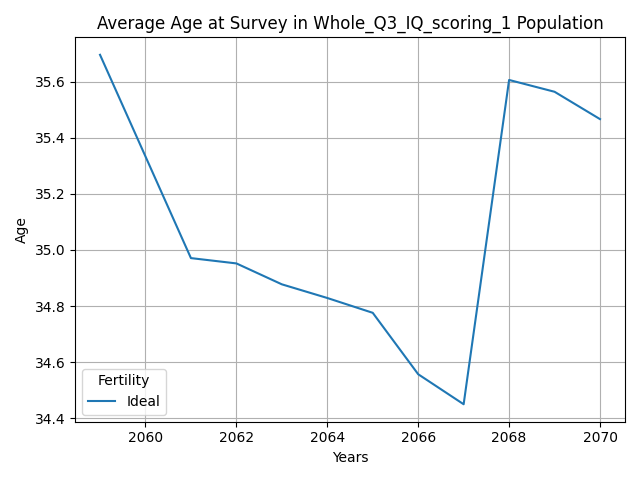 Average Age at Survey in Whole_Q3_IQ_scoring_1 Population
35.6
35.4
35.2
35.0
34.8
34.6
34.4
Age
Fertility
Ideal
2060 2062 2064 2066 2068 2070
Years